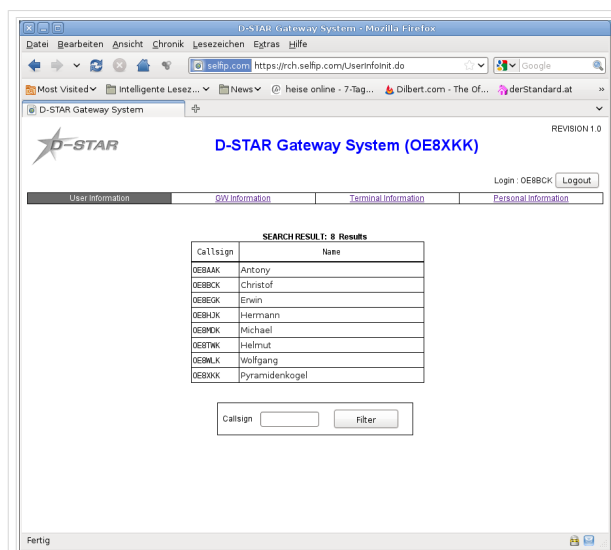 D-STAR Gateway System - Mozilla Firefox
Datei Bearbeiten Ansicht Chronik Lesezeichen Extras Hilfe
selfip.com https://rch.selfip.com/UserInfoInit.do
Google
Most Visited Intelligente Lesez... News heise online - 7-Tag... Dilbert.com - The Of... derStandard.at »
D-STAR Gateway System
REVISION 1.0
D-STAR
D-STAR Gateway System (OE8XKK)
Login : OE8BCK Logout
User Information GW Information Terminal Information Personal Information
SEARCH RESULT: 8 Results
Callsign Name
OE8AAK Antony
OE8BCK Christof
OE8EGK Erwin
OE8HJK Hermann
OE8MDK Michael
OE8TWK Helmut
OE8WLK Wolfgang
OE8XKK Pyramidenkogel
Callsign Filter
Fertig